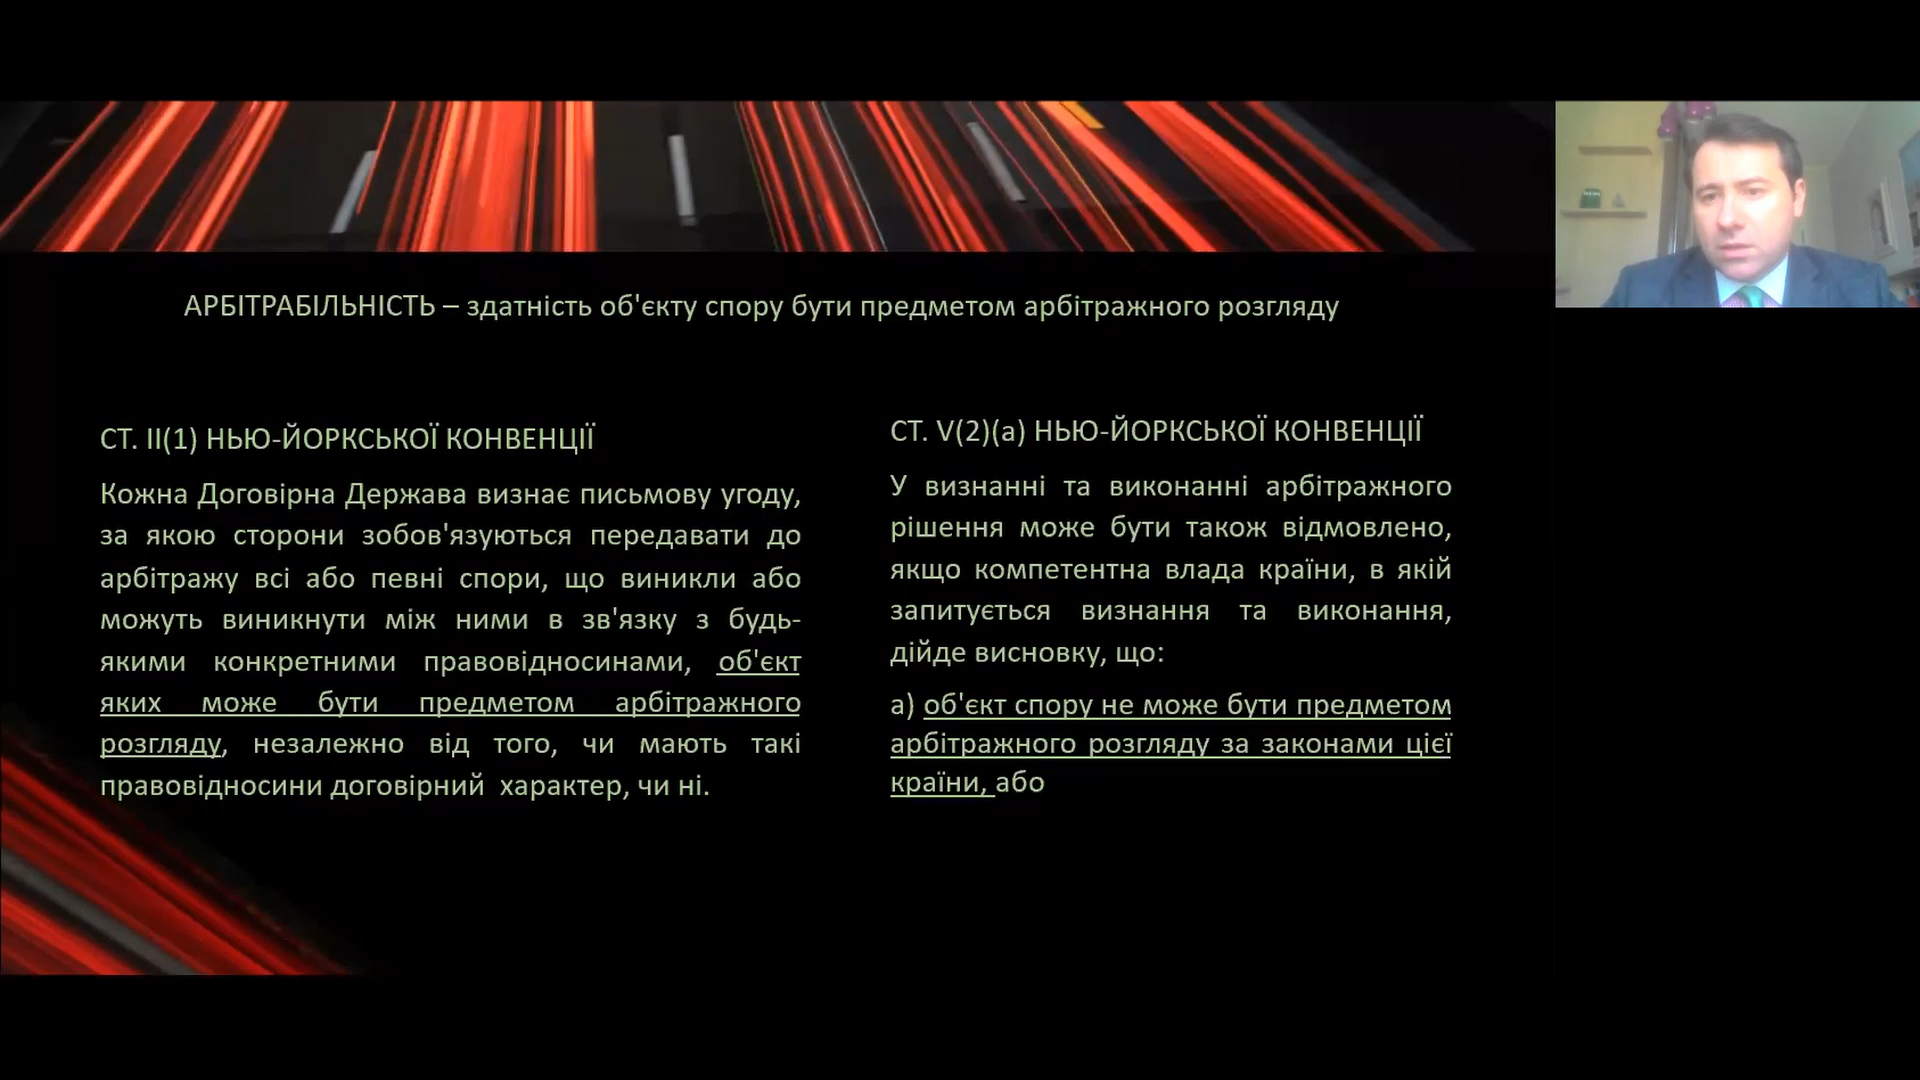 АРБІТРАБІЛЬНІСТЬ – здатність об'єкту спору бути предметом арбітражного розгляду
СТ. II(1) НЬЮ-ЙОРКСЬКОЇ КОНВЕНЦІЇ
Кожна Договірна Держава визнає письмову угоду,
за якою сторони зобов'язуються передавати до
арбітражу всі або певні спори, що виникли або
можуть виникнути між ними в зв'язку з будь-
якими конкретними правовідносинами, об'єкт
яких може бути предметом арбітражного
розгляду, незалежно від того, чи мають такі
правовідносини договірний характер, чи ні.
СТ. V(2)(a) НЬЮ-ЙОРКСЬКОЇ КОНВЕНЦІЇ
У визнанні та виконанні арбітражного
рішення може бути також відмовлено,
якщо компетентна влада країни, в якій
запитується визнання та виконання,
дійде висновку, що:
а) об'єкт спору не може бути предметом
арбітражного розгляду за законами цієї
країни, або